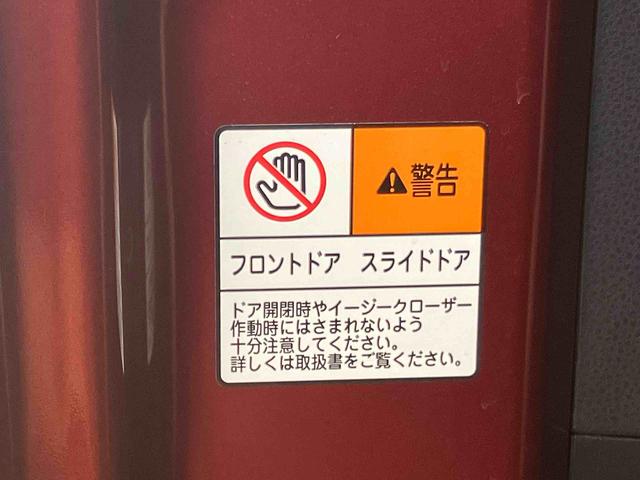 警告
フロントドア　スライドドア
ドア開閉時やイージークローザー
作動時にはさまれないよう
十分注意してください。
詳しくは取扱書をご覧ください。